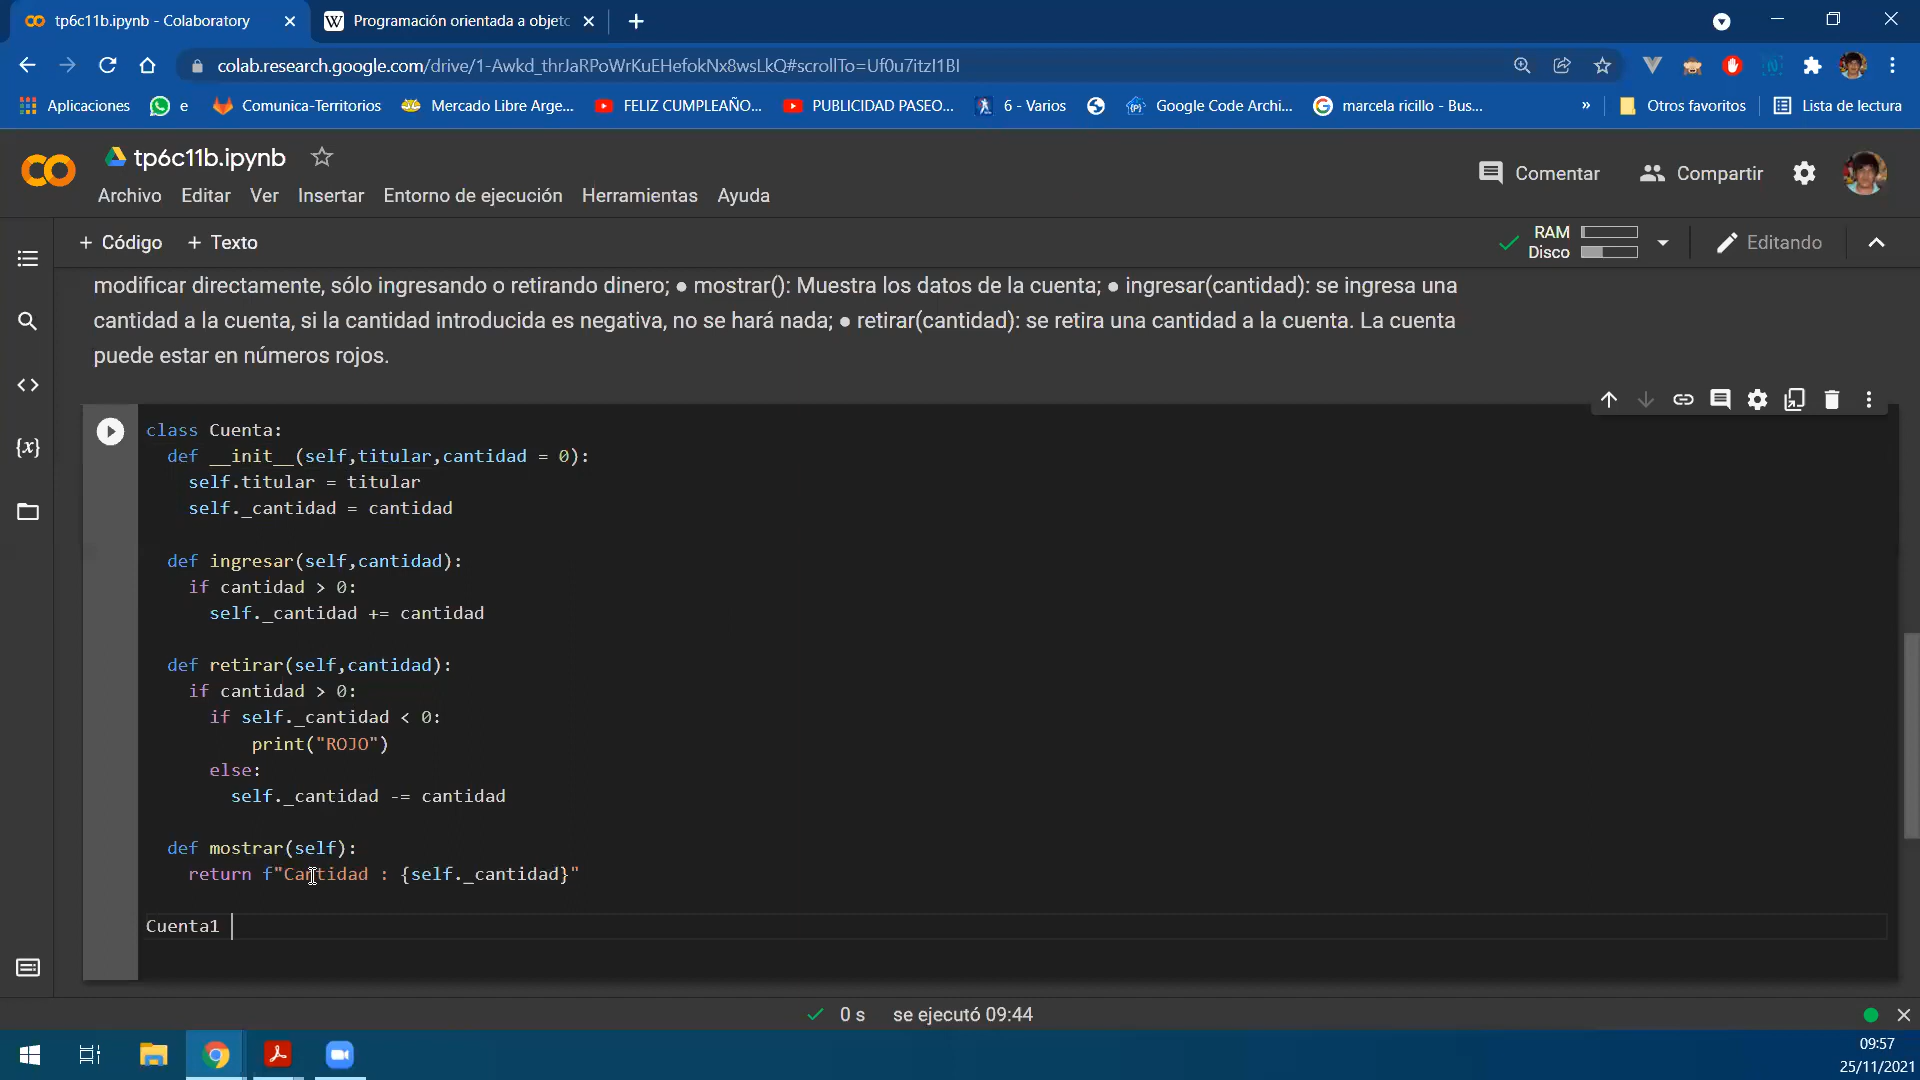 tp6c11b.ipynb - Colaboratory
Programación orientada a objeto
colab.research.google.com/drive/1-Awkd_thrJaRPoWrKuEHefokNx8wsLkQ#scrollTo=Uf0u7itzI1BI
Aplicaciones
e
Comunica-Territorios
Mercado Libre Arge...
FELIZ CUMPLEAÑO...
PUBLICIDAD PASEO...
6 - Varios
Google Code Archi...
marcela ricillo - Bus...
»
Otros favoritos
Lista de lectura
tp6c11b.ipynb
Comentar
Compartir
Archivo Editar Ver Insertar Entorno de ejecución Herramientas Ayuda
+ Código + Texto
RAM
Disco
Editando
modificar directamente, sólo ingresando o retirando dinero; ● mostrar(): Muestra los datos de la cuenta; ● ingresar(cantidad): se ingresa una
cantidad a la cuenta, si la cantidad introducida es negativa, no se hará nada; ● retirar(cantidad): se retira una cantidad a la cuenta. La cuenta
puede estar en números rojos.
class Cuenta:
def __init__(self,titular,cantidad = 0):
self.titular = titular
self._cantidad = cantidad
def ingresar(self,cantidad):
if cantidad > 0:
self._cantidad += cantidad
def retirar(self,cantidad):
if cantidad > 0:
if self._cantidad < 0:
print("ROJO")
else:
self._cantidad -= cantidad
def mostrar(self):
return f"Cantidad : {self._cantidad}"
Cuenta1
0 s se ejecutó 09:44
09:57
25/11/2021